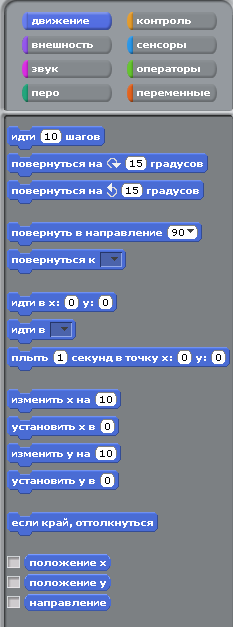 движение контроль
внешность сенсоры
звук операторы
перо переменные
идти 10 шагов
повернуться на 15 градусов
повернуться на 15 градусов
повернуть в направление 90
повернуться к
идти в x: 0 y: 0
идти в
плыть 1 секунд в точку x: 0 y: 0
изменить x на 10
установить x в 0
изменить y на 10
установить y в 0
если край, оттолкнуться
положение x
положение y
направление